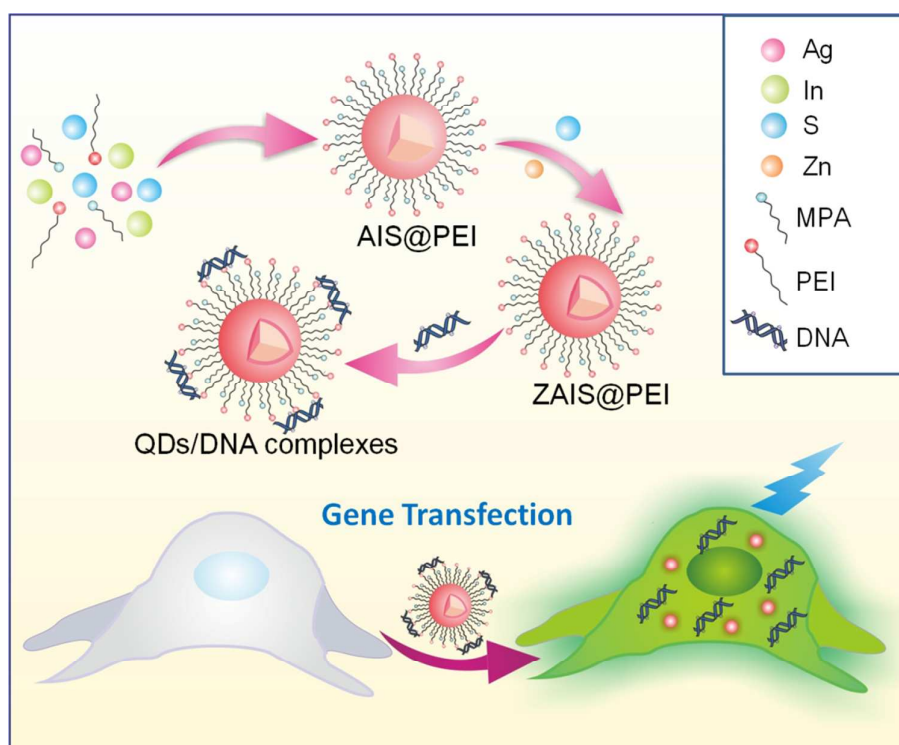 Ag
In
S
Zn
MPA
PEI
DNA
AIS@PEI
ZAIS@PEI
QDs/DNA complexes
Gene Transfection